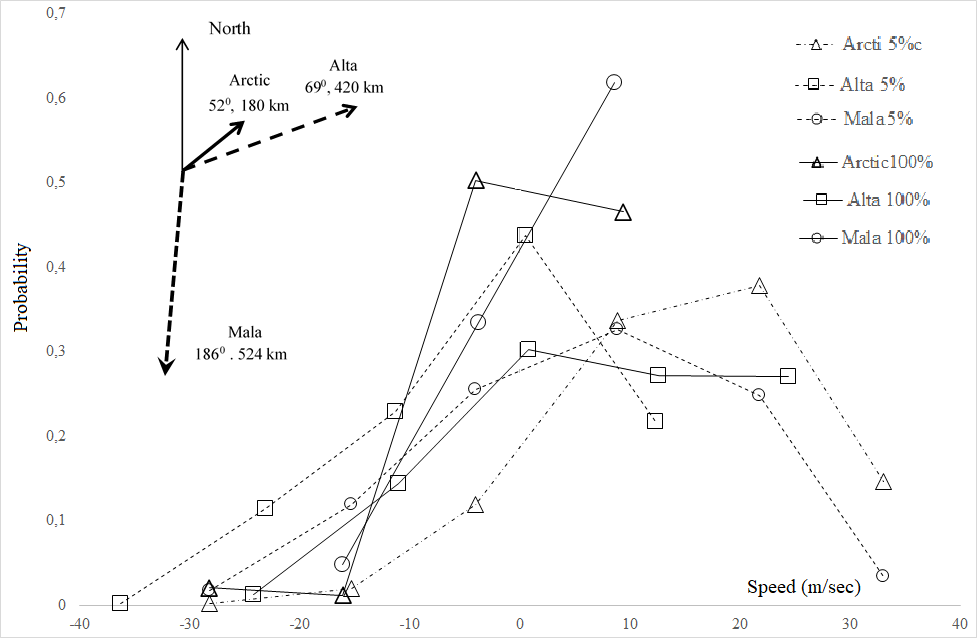 0,7
0,6
0,5
0,4
0,3
0,2
0,1
0
Probability
North
Arctic
52⁰, 180 km
Alta
69⁰, 420 km
Mala
186⁰ . 524 km
Arcti 5%c
Alta 5%
Mala 5%
Arctic100%
Alta 100%
Mala 100%
Speed (m/sec)
-40 -30 -20 -10 0 10 20 30 40